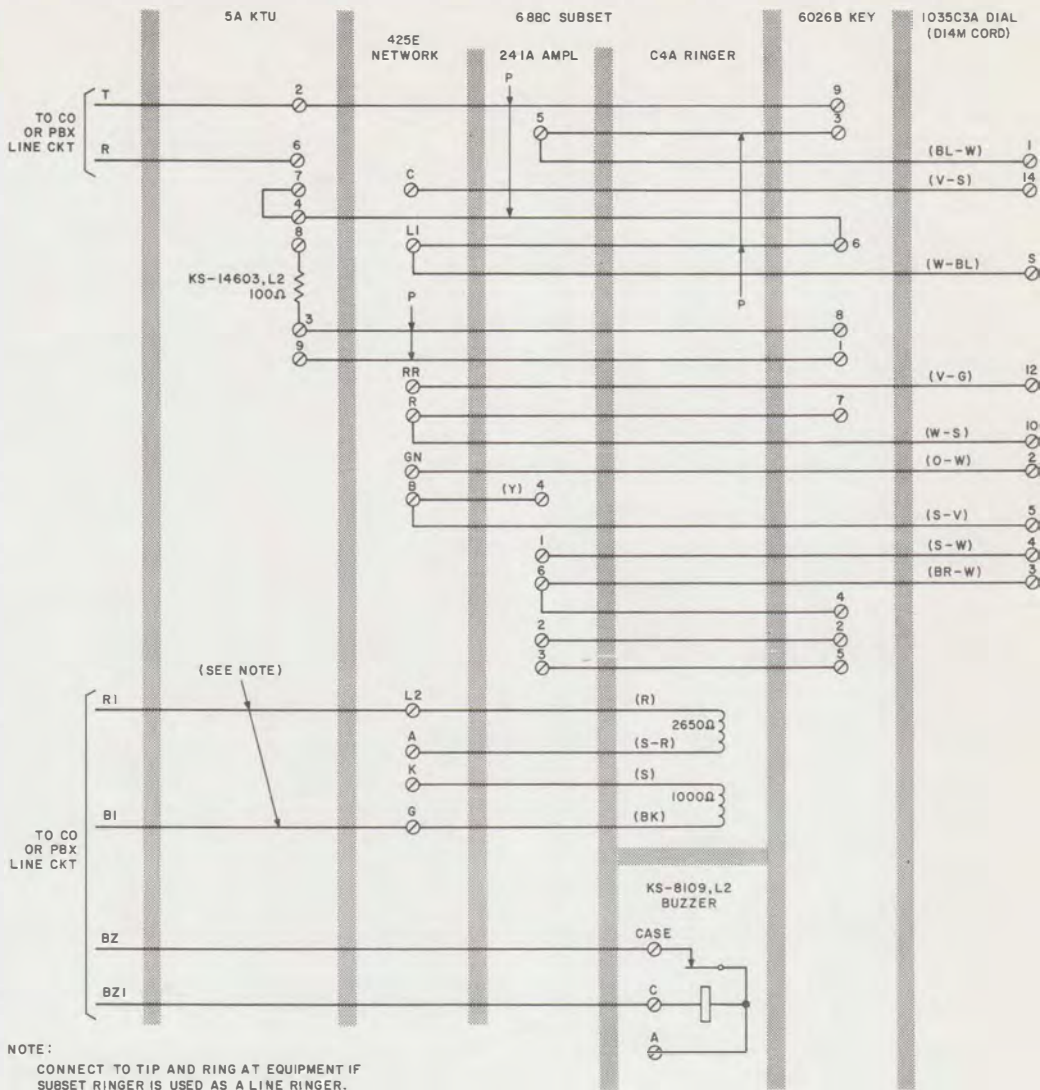 5A KTU
688C SUBSET
6026B KEY
1035C3A DIAL
(D14M CORD)
425E
NETWORK
241A AMPL
C4A RINGER
P
T
2
9
TO CO
OR PBX
LINE CKT
5
3
R
6
(BL-W)
1
7
C
(V-S)
14
4
8
L1
6
KS-14603,L2
100Ω
(W-BL)
S
P
P
3
8
9
1
RR
(V-G)
12
R
7
(W-S)
10
GN
(O-W)
2
B
(Y)
4
(S-V)
5
1
(S-W)
4
6
(BR-W)
3
4
2
2
3
5
(SEE NOTE)
R1
L2
(R)
2650Ω
A
(S-R)
K
(S)
1000Ω
B1
G
(BK)
TO CO
OR PBX
LINE CKT
KS-8109,L2
BUZZER
CASE
BZ
C
BZ1
A
NOTE:
CONNECT TO TIP AND RING AT EQUIPMENT IF
SUBSET RINGER IS USED AS A LINE RINGER.